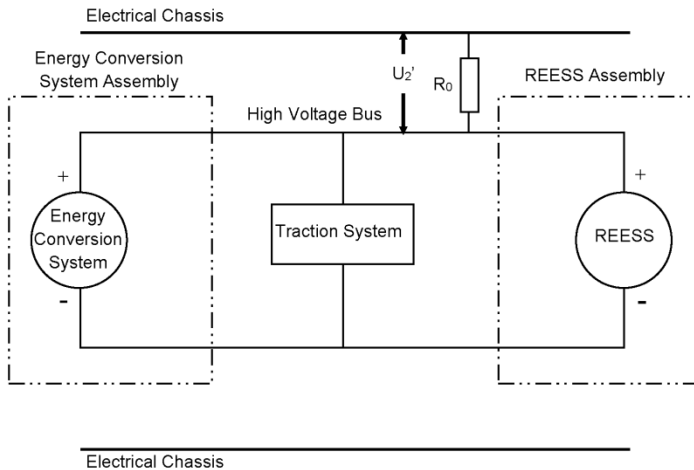 Electrical Chassis
Energy Conversion
System Assembly
U2'
R0
REESS Assembly
High Voltage Bus
+
+
Energy
Conversion
System
Traction System
REESS
-
-
Electrical Chassis